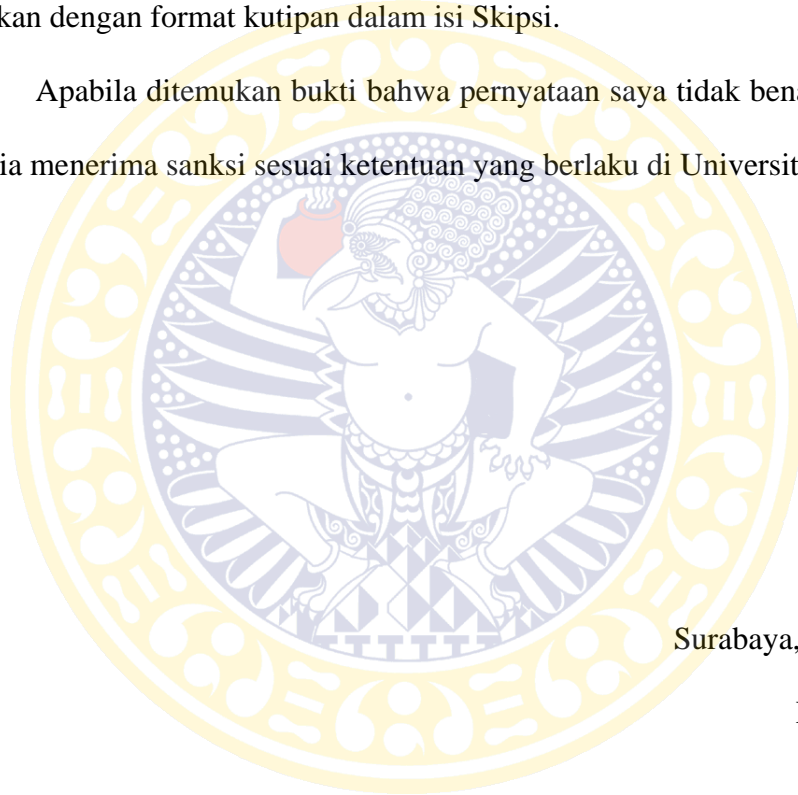 kan dengan format kutipan dalam isi Skipsi.
Apabila ditemukan bukti bahwa pernyataan saya tidak bena
ia menerima sanksi sesuai ketentuan yang berlaku di Universit
Surabaya,